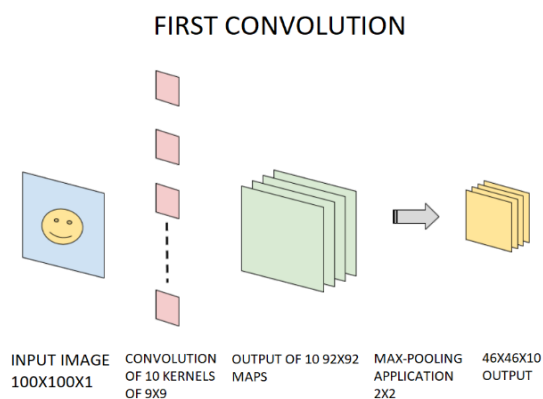 FIRST CONVOLUTION
INPUT IMAGE
100X100X1
CONVOLUTION
OF 10 KERNELS
OF 9X9
OUTPUT OF 10 92X92
MAPS
MAX-POOLING
APPLICATION
2X2
46X46X10
OUTPUT